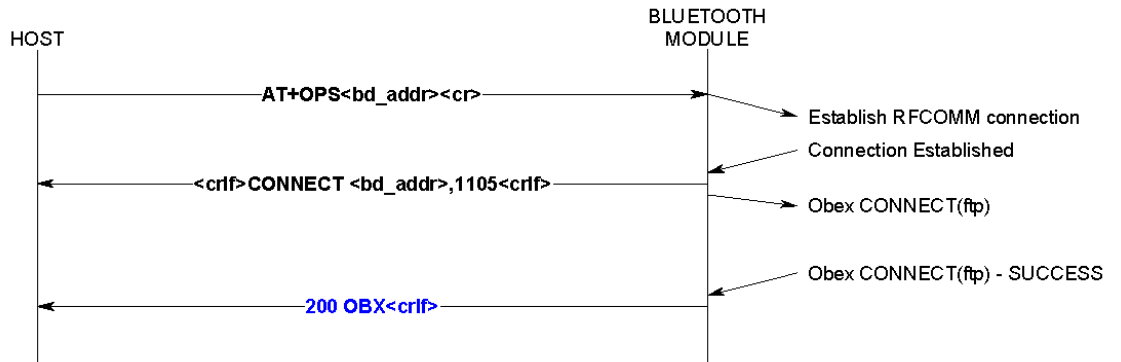 HOST
BLUETOOTH
MODULE
AT+OPS<bd_addr><cr>
Establish RFCOMM connection
Connection Established
<crlf>CONNECT <bd_addr>,1105<crlf>
Obex CONNECT(ftp)
Obex CONNECT(ftp) - SUCCESS
200 OBX<crlf>